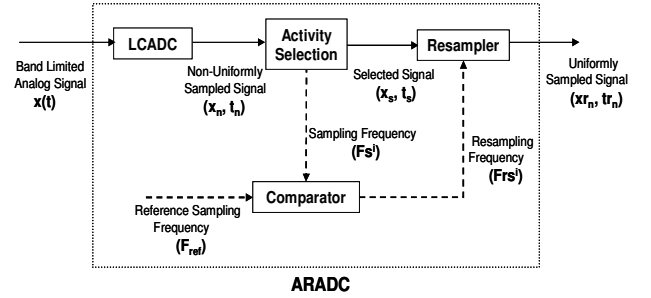 LCADC
Activity
Selection
Resampler
Band Limited
Analog Signal
x(t)
Non-Uniformly
Sampled Signal
(xn, tn)
Selected Signal
(xs, ts)
Uniformly
Sampled Signal
(xrn, trn)
Sampling Frequency
(Fsi)
Resampling
Frequency
(Frsi)
Comparator
Reference Sampling
Frequency
(Fref)
ARADC